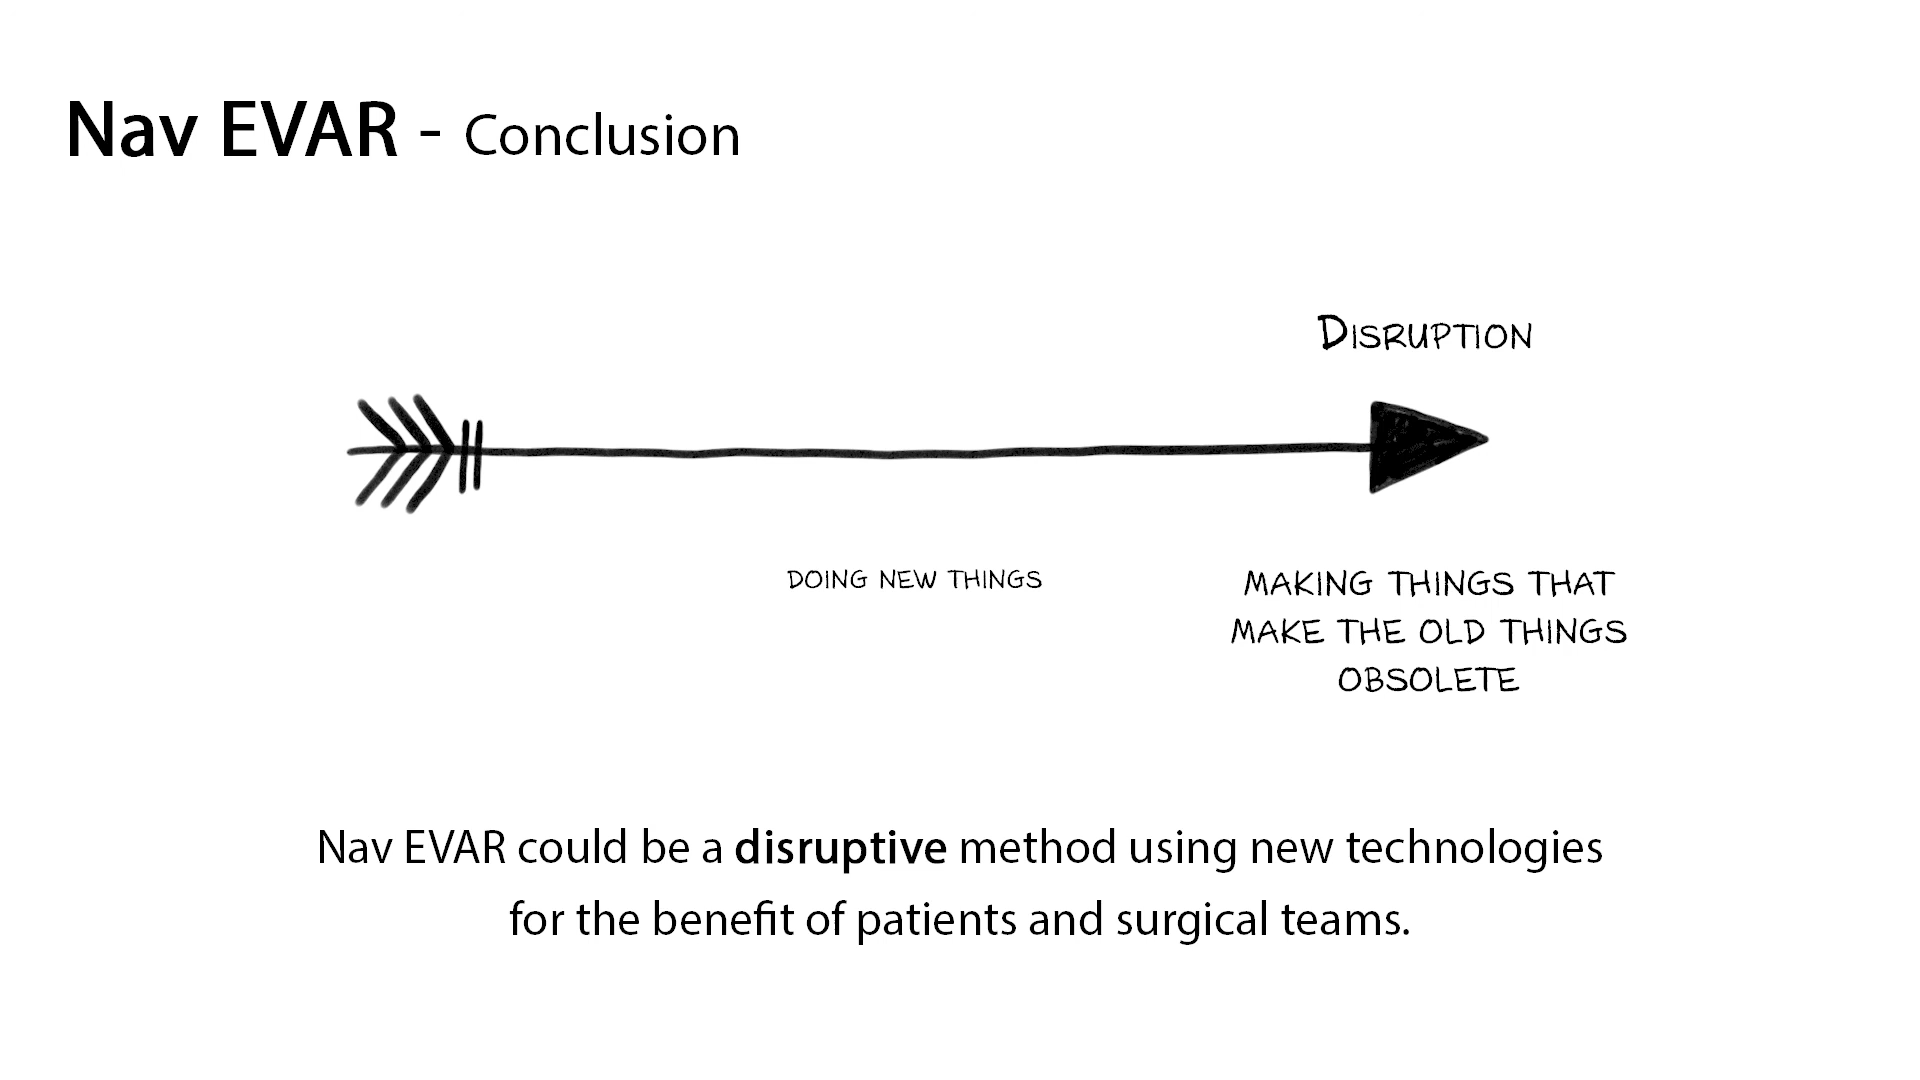 Nav EVAR - Conclusion
DISRUPTION
DOING NEW THINGS
MAKING THINGS THAT
MAKE THE OLD THINGS
OBSOLETE
Nav EVAR could be a disruptive method using new technologies
for the benefit of patients and surgical teams.